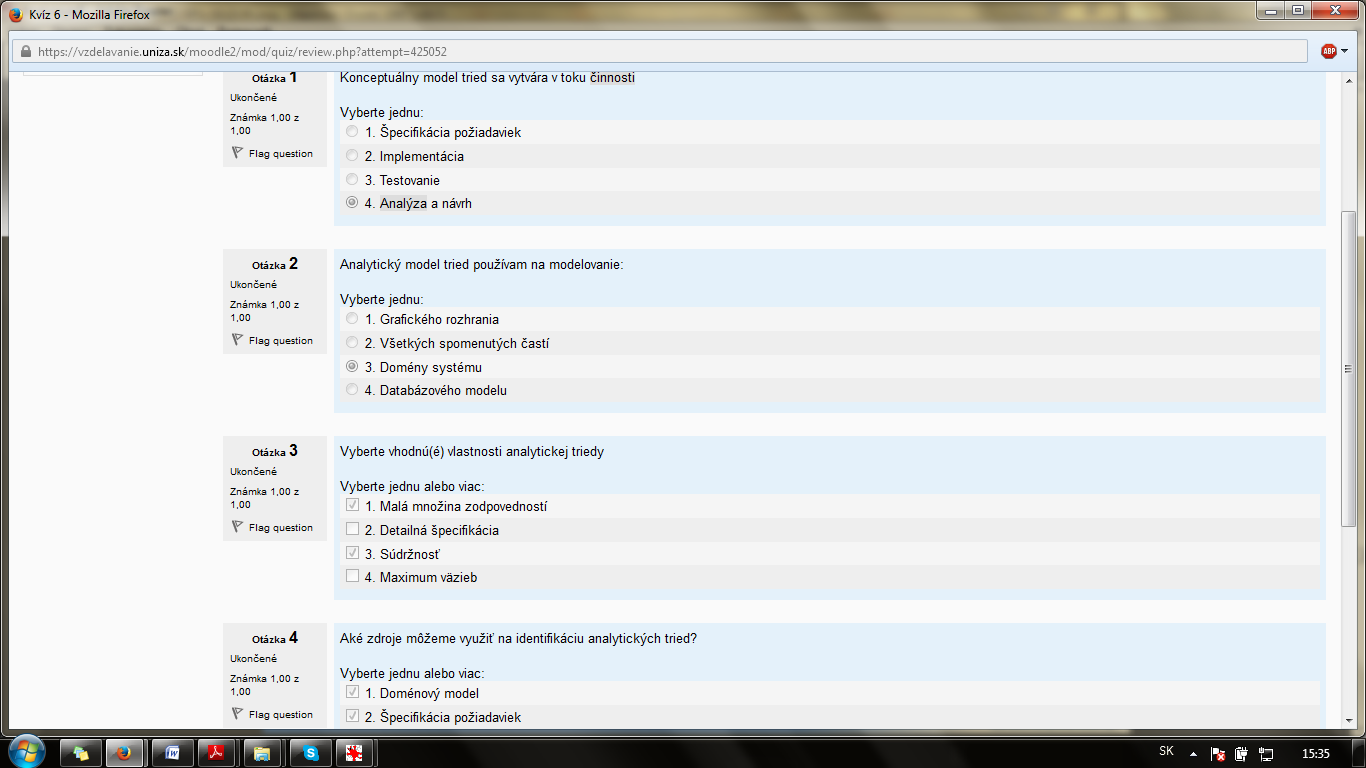 Kvíz 6 - Mozilla Firefox
https://vzdelavanie.uniza.sk/moodle2/mod/quiz/review.php?attempt=425052
ABP
Otázka 1
Ukončené
Známka 1,00 z
1,00
Flag question
Konceptuálny model tried sa vytvára v toku činnosti
Vyberte jednu:
1. Špecifikácia požiadaviek
2. Implementácia
3. Testovanie
4. Analýza a návrh
Otázka 2
Ukončené
Známka 1,00 z
1,00
Flag question
Analytický model tried používam na modelovanie:
Vyberte jednu:
1. Grafického rozhrania
2. Všetkých spomenutých častí
3. Domény systému
4. Databázového modelu
Otázka 3
Ukončené
Známka 1,00 z
1,00
Flag question
Vyberte vhodnú(é) vlastnosti analytickej triedy
Vyberte jednu alebo viac:
1. Malá množina zodpovedností
2. Detailná špecifikácia
3. Súdržnosť
4. Maximum väzieb
Otázka 4
Ukončené
Známka 1,00 z
1,00
Flag question
Aké zdroje môžeme využiť na identifikáciu analytických tried?
Vyberte jednu alebo viac:
1. Doménový model
2. Špecifikácia požiadaviek
SK
15:35